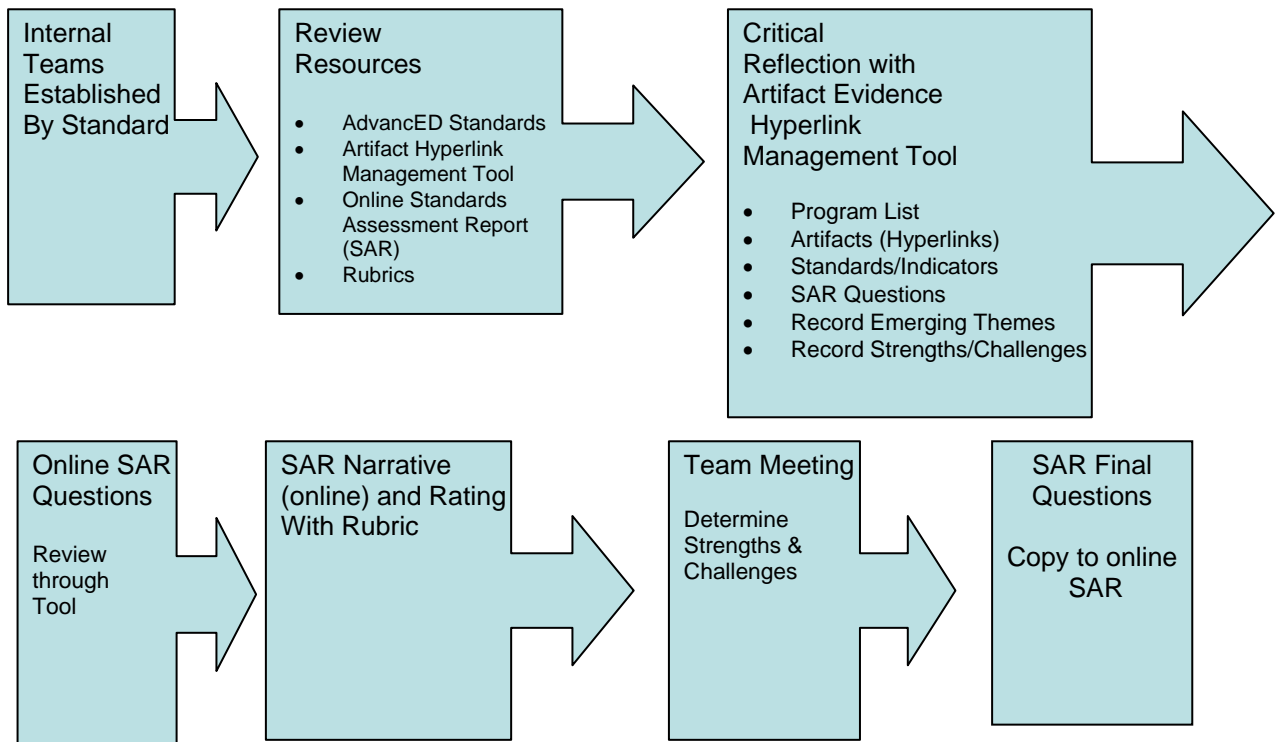 Internal
Teams
Established
By Standard
Review
Resources
• AdvancED Standards
• Artifact Hyperlink
Management Tool
• Online Standards
Assessment Report
(SAR)
• Rubrics
Critical
Reflection with
Artifact Evidence
Hyperlink
Management Tool
• Program List
• Artifacts (Hyperlinks)
• Standards/Indicators
• SAR Questions
• Record Emerging Themes
• Record Strengths/Challenges
Online SAR
Questions
Review
through
Tool
SAR Narrative
(online) and Rating
With Rubric
Team Meeting
Determine
Strengths &
Challenges
SAR Final
Questions
Copy to online
SAR